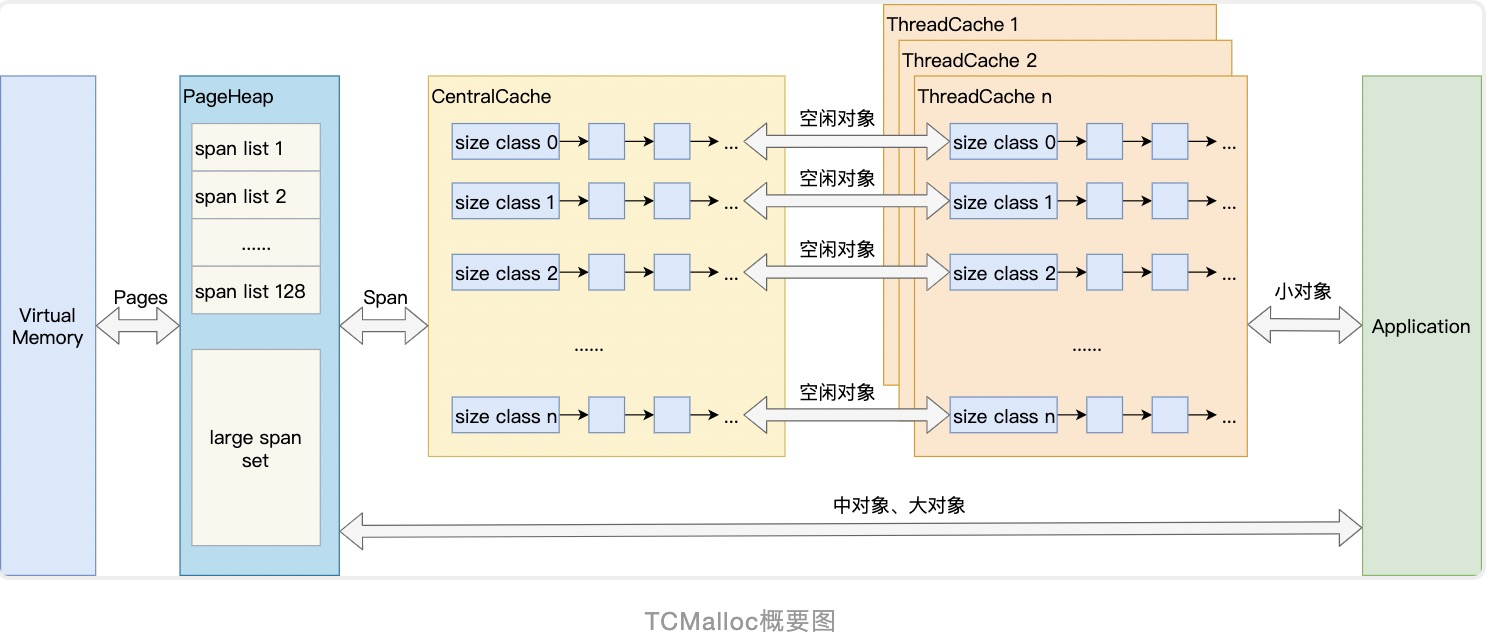 ThreadCache 1
ThreadCache 2
PageHeap
CentralCache
ThreadCache n
span list 1
span list 2
......
span list 128
large span
set
Virtual
Memory
Pages
Span
size class 0
...
空闲对象
size class 0
...
size class 1
...
空闲对象
size class 1
...
size class 2
...
空闲对象
size class 2
...
......
......
size class n
...
空闲对象
size class n
...
小对象
Application
中对象、大对象
TCMalloc概要图